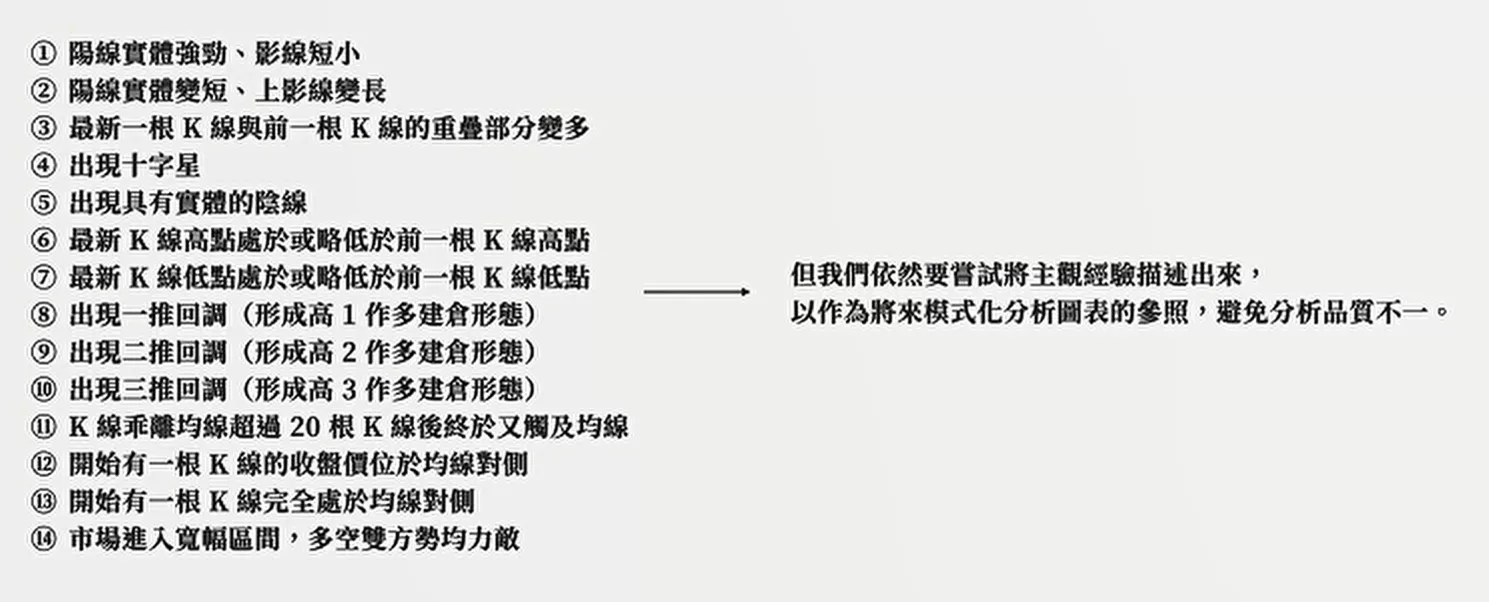 ① 陽線實體強勁、影線短小
② 陽線實體變短、上影線變長
③ 最新一根 K 線與前一根 K 線的重疊部分變多
④ 出現十字星
⑤ 出現具有實體的陰線
⑥ 最新 K 線高點處於或略低於前一根 K 線高點
⑦ 最新 K 線低點處於或略低於前一根 K 線低點
⑧ 出現一推回調（形成高 1 作多建倉形態）
⑨ 出現二推回調（形成高 2 作多建倉形態）
⑩ 出現三推回調（形成高 3 作多建倉形態）
⑪ K 線乖離均線超過 20 根 K 線後終於又觸及均線
⑫ 開始有一根 K 線的收盤價位於均線對側
⑬ 開始有一根 K 線完全處於均線對側
⑭ 市場進入寬幅區間，多空雙方勢均力敵
但我們依然要嘗試將主觀經驗描述出來，
以作為將來模式化分析圖表的參照，避免分析品質不一。